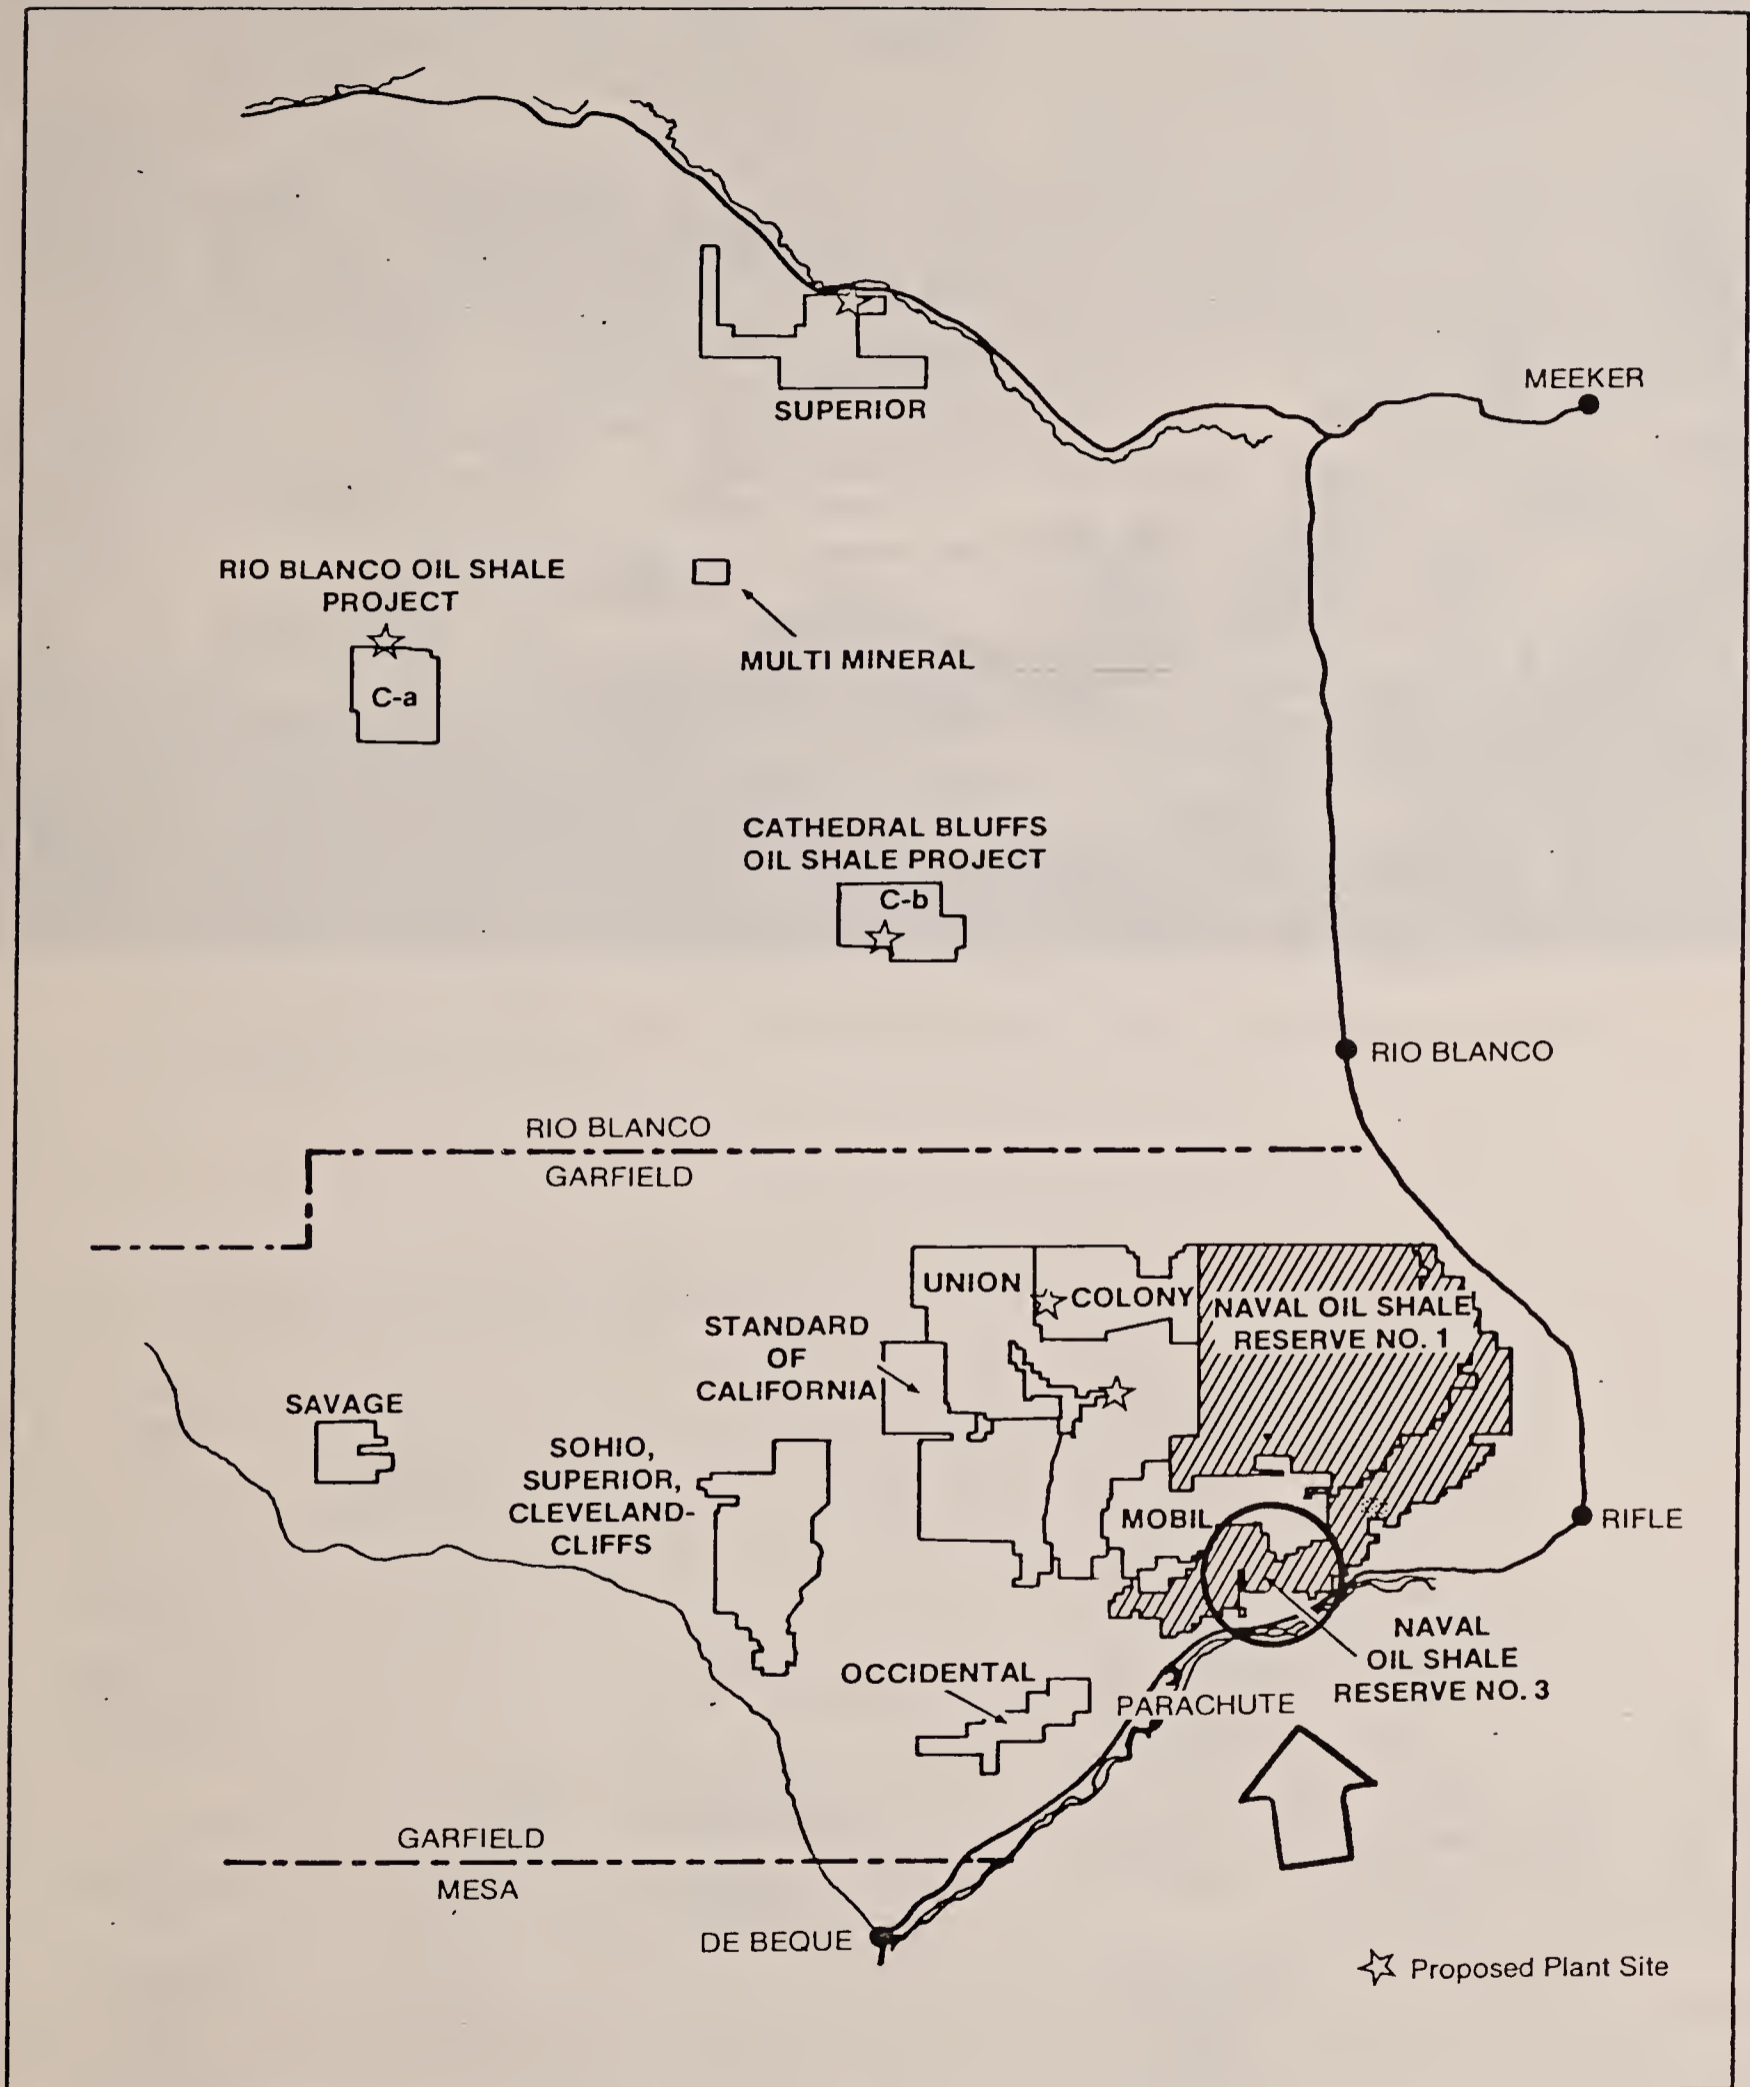 MEEKER
SUPERIOR
RIO BLANCO OIL SHALE
PROJECT
C-a
MULTI MINERAL
CATHEDRAL BLUFFS
OIL SHALE PROJECT
C-b
RIO BLANCO
RIO BLANCO
GARFIELD
UNION
COLONY
NAVAL OIL SHALE
RESERVE NO. 1
STANDARD
OF
CALIFORNIA
SAVAGE
SOHIO,
SUPERIOR,
CLEVELAND-
CLIFFS
MOBIL
RIFLE
NAVAL
OIL SHALE
RESERVE NO. 3
OCCIDENTAL
PARACHUTE
GARFIELD
MESA
DE BEQUE
Proposed Plant Site